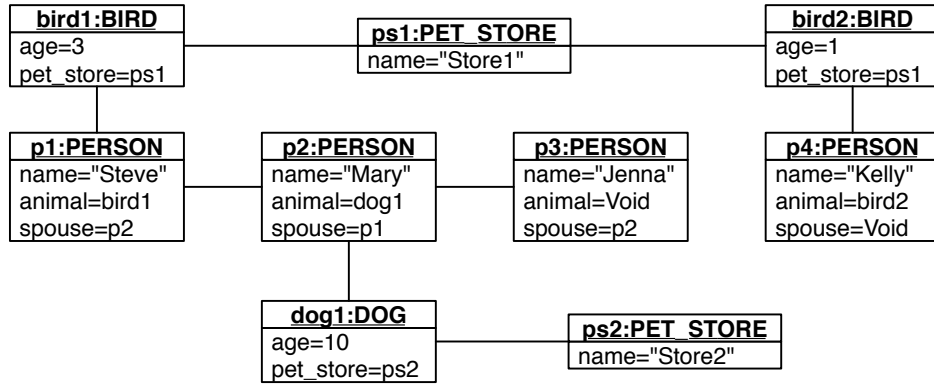 bird1:BIRD
age=3
pet_store=ps1
ps1:PET_STORE
name="Store1"
bird2:BIRD
age=1
pet_store=ps1
p1:PERSON
name="Steve"
animal=bird1
spouse=p2
p2:PERSON
name="Mary"
animal=dog1
spouse=p1
p3:PERSON
name="Jenna"
animal=Void
spouse=p2
p4:PERSON
name="Kelly"
animal=bird2
spouse=Void
dog1:DOG
age=10
pet_store=ps2
ps2:PET_STORE
name="Store2"